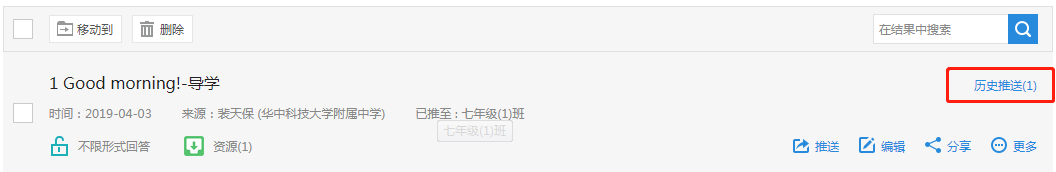 移动到 删除 在结果中搜索
1 Good morning!-导学 历史推送(1)
时间：2019-04-03 来源：裴天保 (华中科技大学附属中学) 已推至：七年级(1)班
七年级(1)班
不限形式回答 资源(1) 推送 编辑 分享 更多